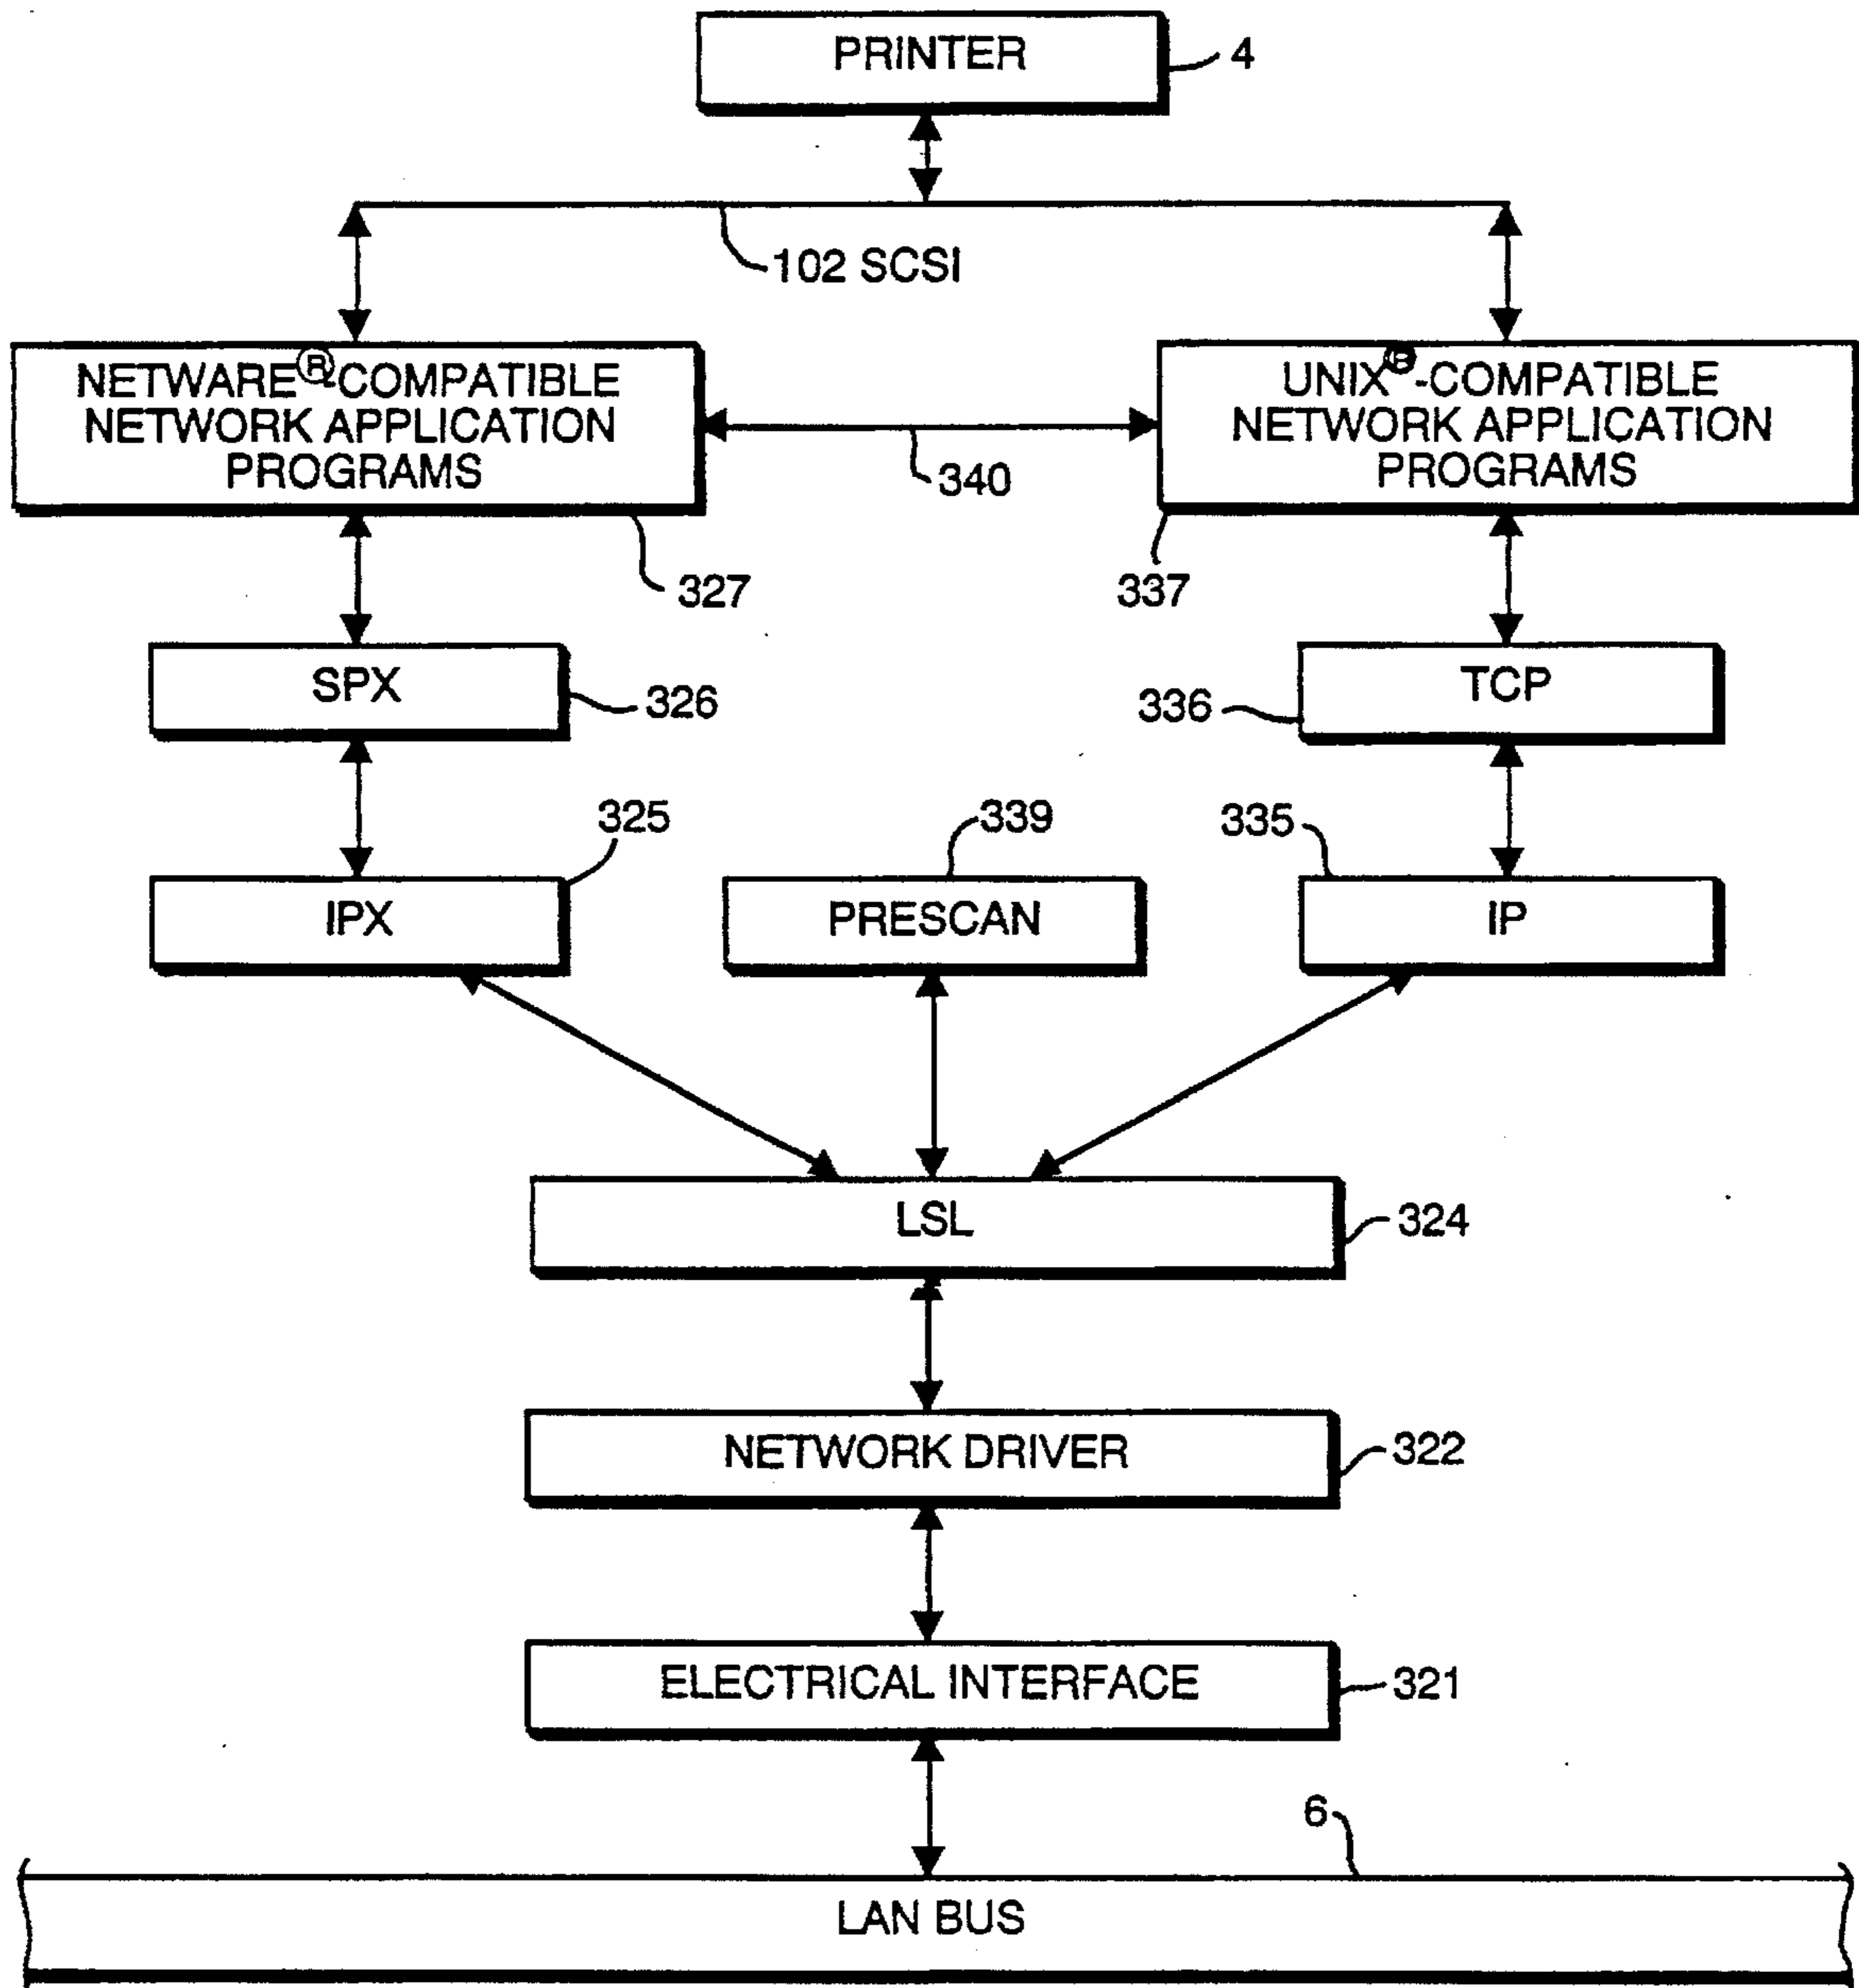 PRINTER
4
102 SCSI
NETWARE®-COMPATIBLE
NETWORK APPLICATION
PROGRAMS
UNIX®-COMPATIBLE
NETWORK APPLICATION
PROGRAMS
340
327
337
SPX
326
TCP
336
325
339
335
IPX
PRESCAN
IP
LSL
324
NETWORK DRIVER
322
ELECTRICAL INTERFACE
321
6
LAN BUS